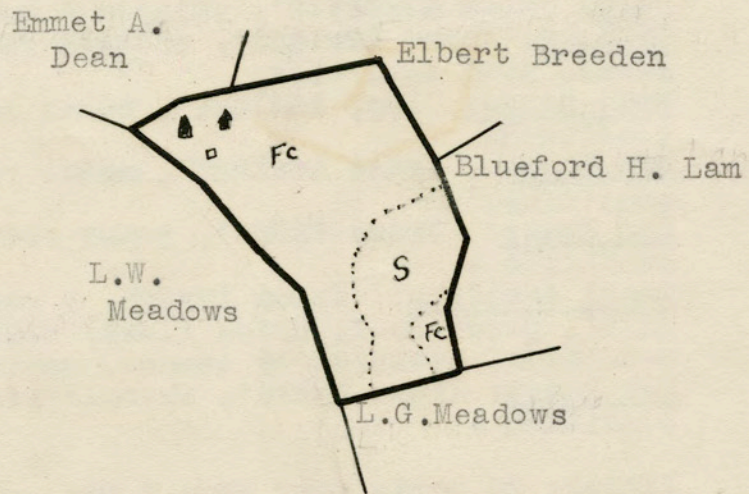 Emmet A.
Dean
Elbert Breeden
Fc
Blueford H. Lam
L.W.
Meadows
S
Fc
L.G.Meadows